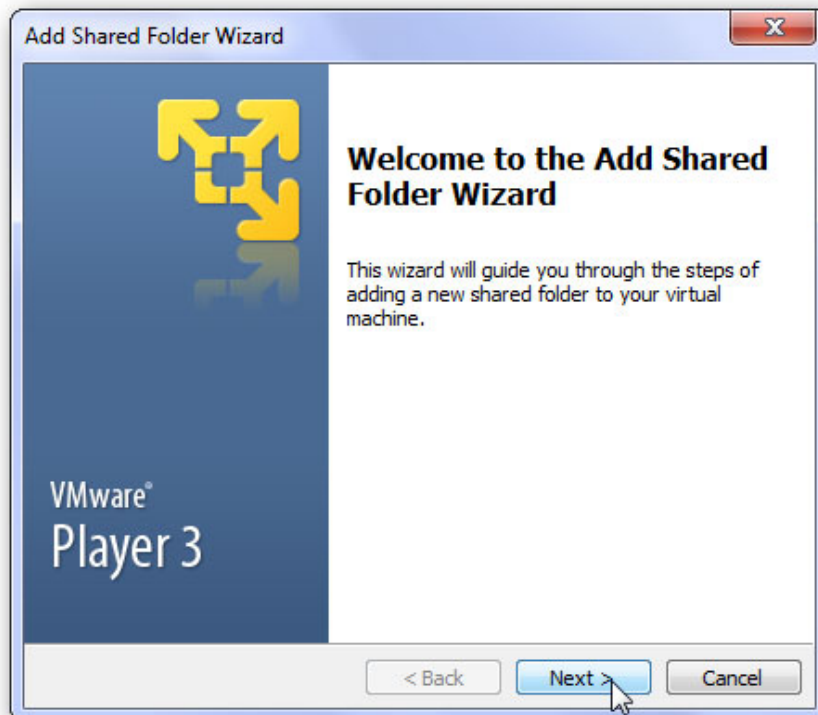 Add Shared Folder Wizard
Welcome to the Add Shared
Folder Wizard
This wizard will guide you through the steps of
adding a new shared folder to your virtual
machine.
VMware®
Player 3
< Back
Next >
Cancel